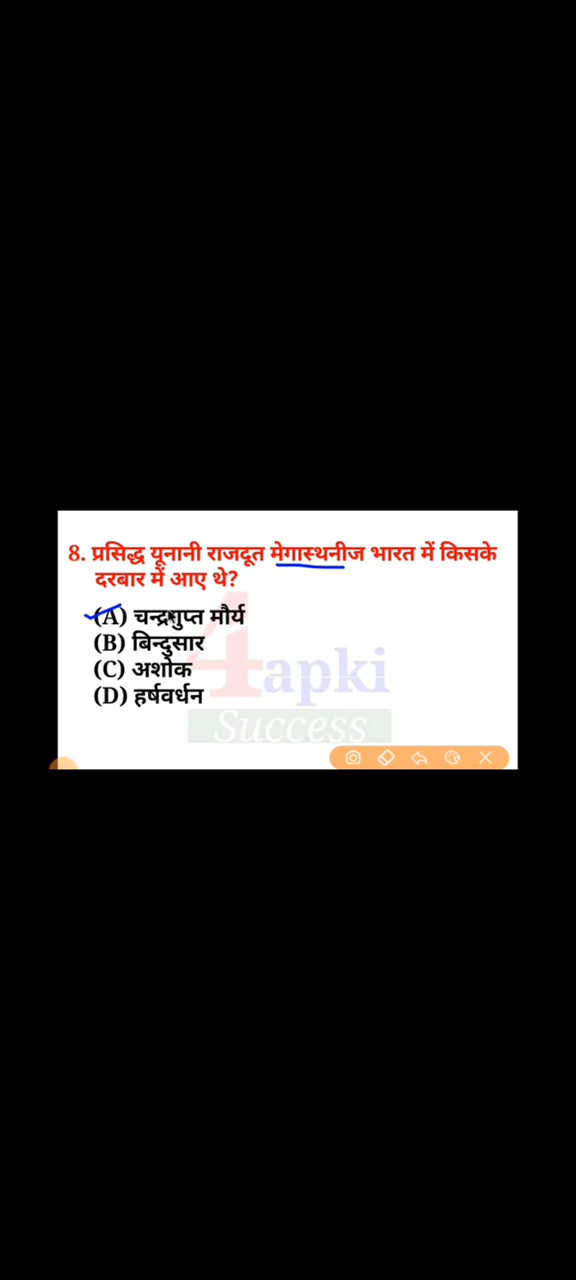 8. प्रसिद्ध यूनानी राजदूत मेगास्थनीज भारत में किसके
दरबार में आए थे?
(A) चन्द्रगुप्त मौर्य
(B) बिन्दुसार
(C) अशोक
(D) हर्षवर्धन
4apki
Success